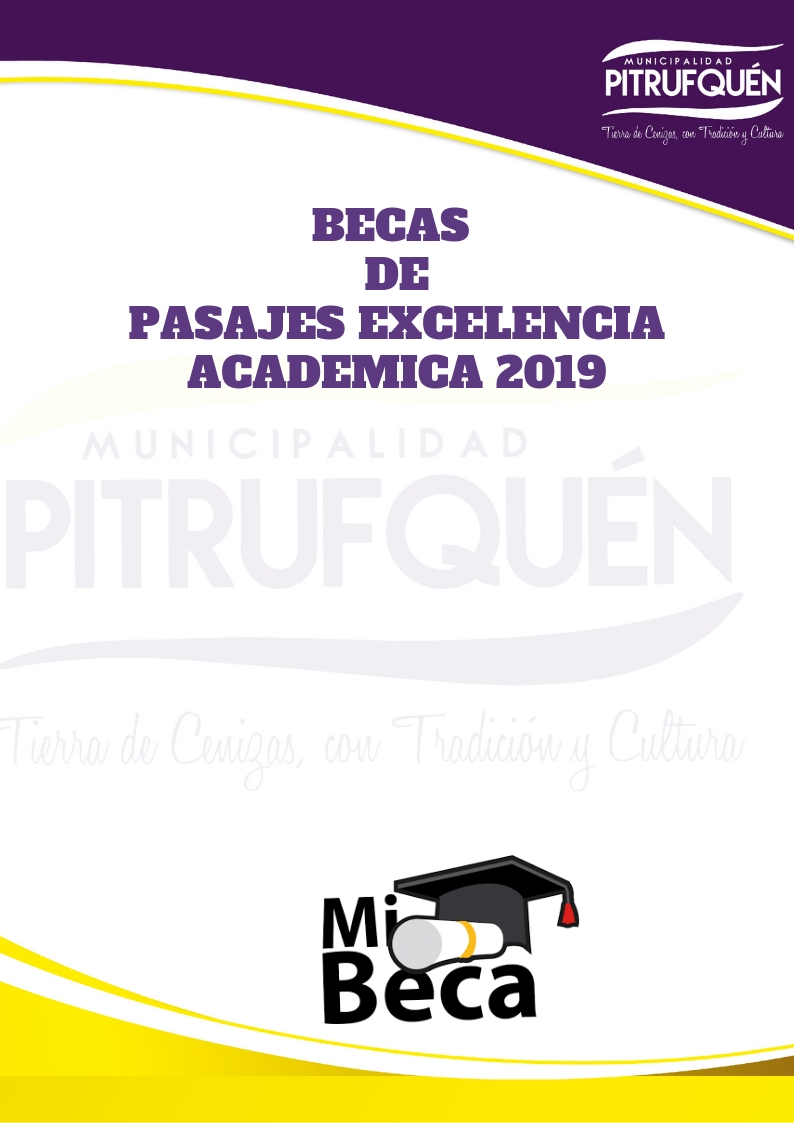 MUNICIPALIDAD
PITRUFQUÉN
Tierra de Cenizas, con Tradición y Cultura
BECAS
DE
PASAJES EXCELENCIA
ACADEMICA 2019
MUNICIPALIDAD
PITRUFQUÉN
Tierra de Cenizas, con Tradición y Cultura
Mi
Beca